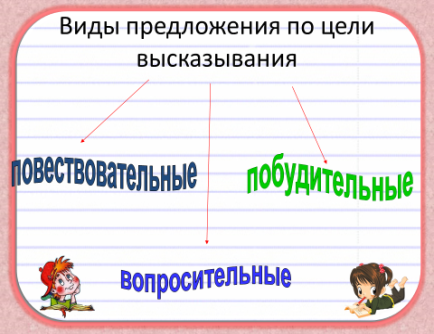 Виды предложения по цели
высказывания
повествовательные
побудительные
вопросительные